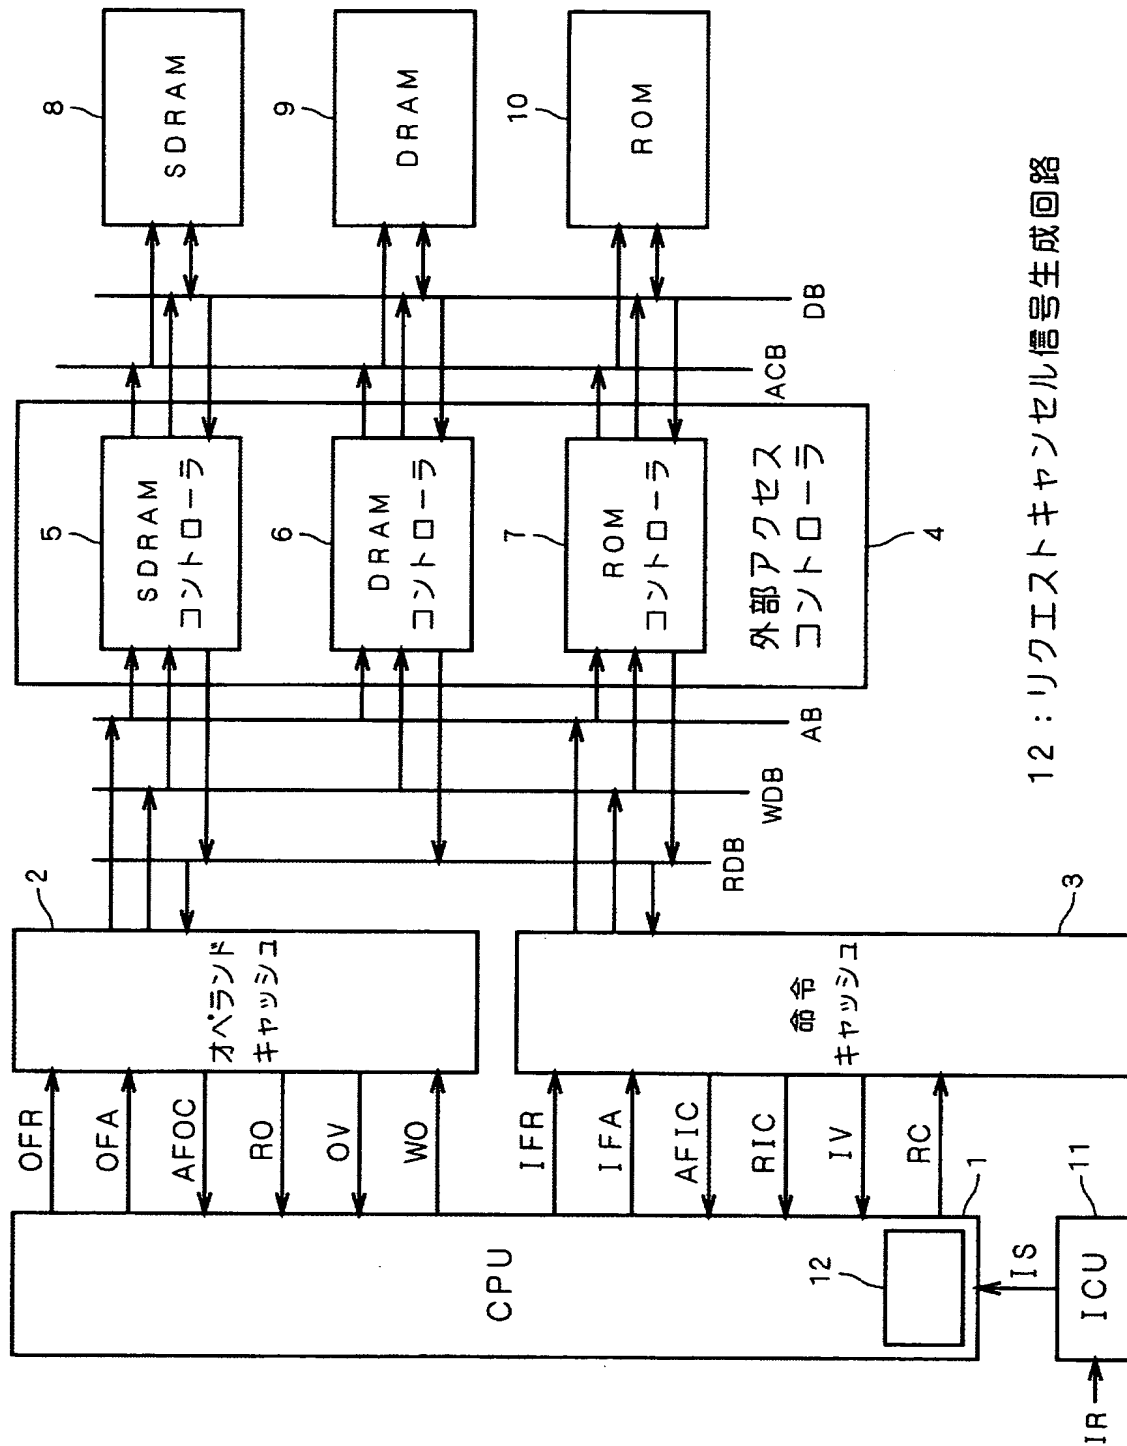 8
SDRAM
9
DRAM
10
ROM
DB
ACB
5
SDRAM
コントローラ
6
DRAM
コントローラ
7
ROM
コントローラ
外部アクセス
コントローラ
4
AB
WDB
RDB
2
オペランド
キャッシュ
3
命令
キャッシュ
OFR
OFA
AFOC
RO
OV
WO
IFR
IFA
AFIC
RIC
IV
RC
CPU
1
12
IS
11
ICU
IR
12：リクエストキャンセル信号生成回路